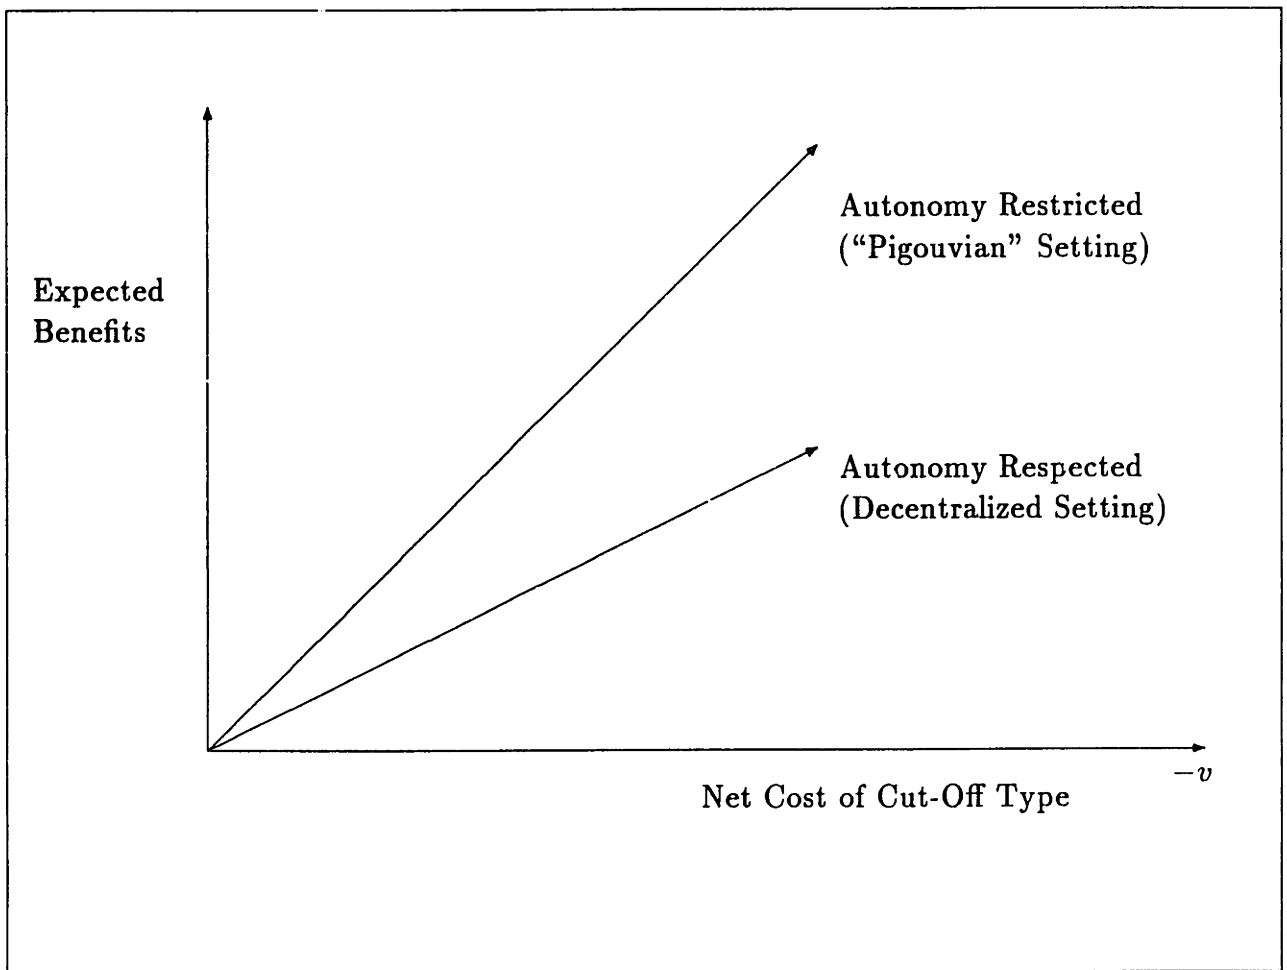 Autonomy Restricted
(“Pigouvian” Setting)
Expected
Benefits
Autonomy Respected
(Decentralized Setting)
−v
Net Cost of Cut-Off Type